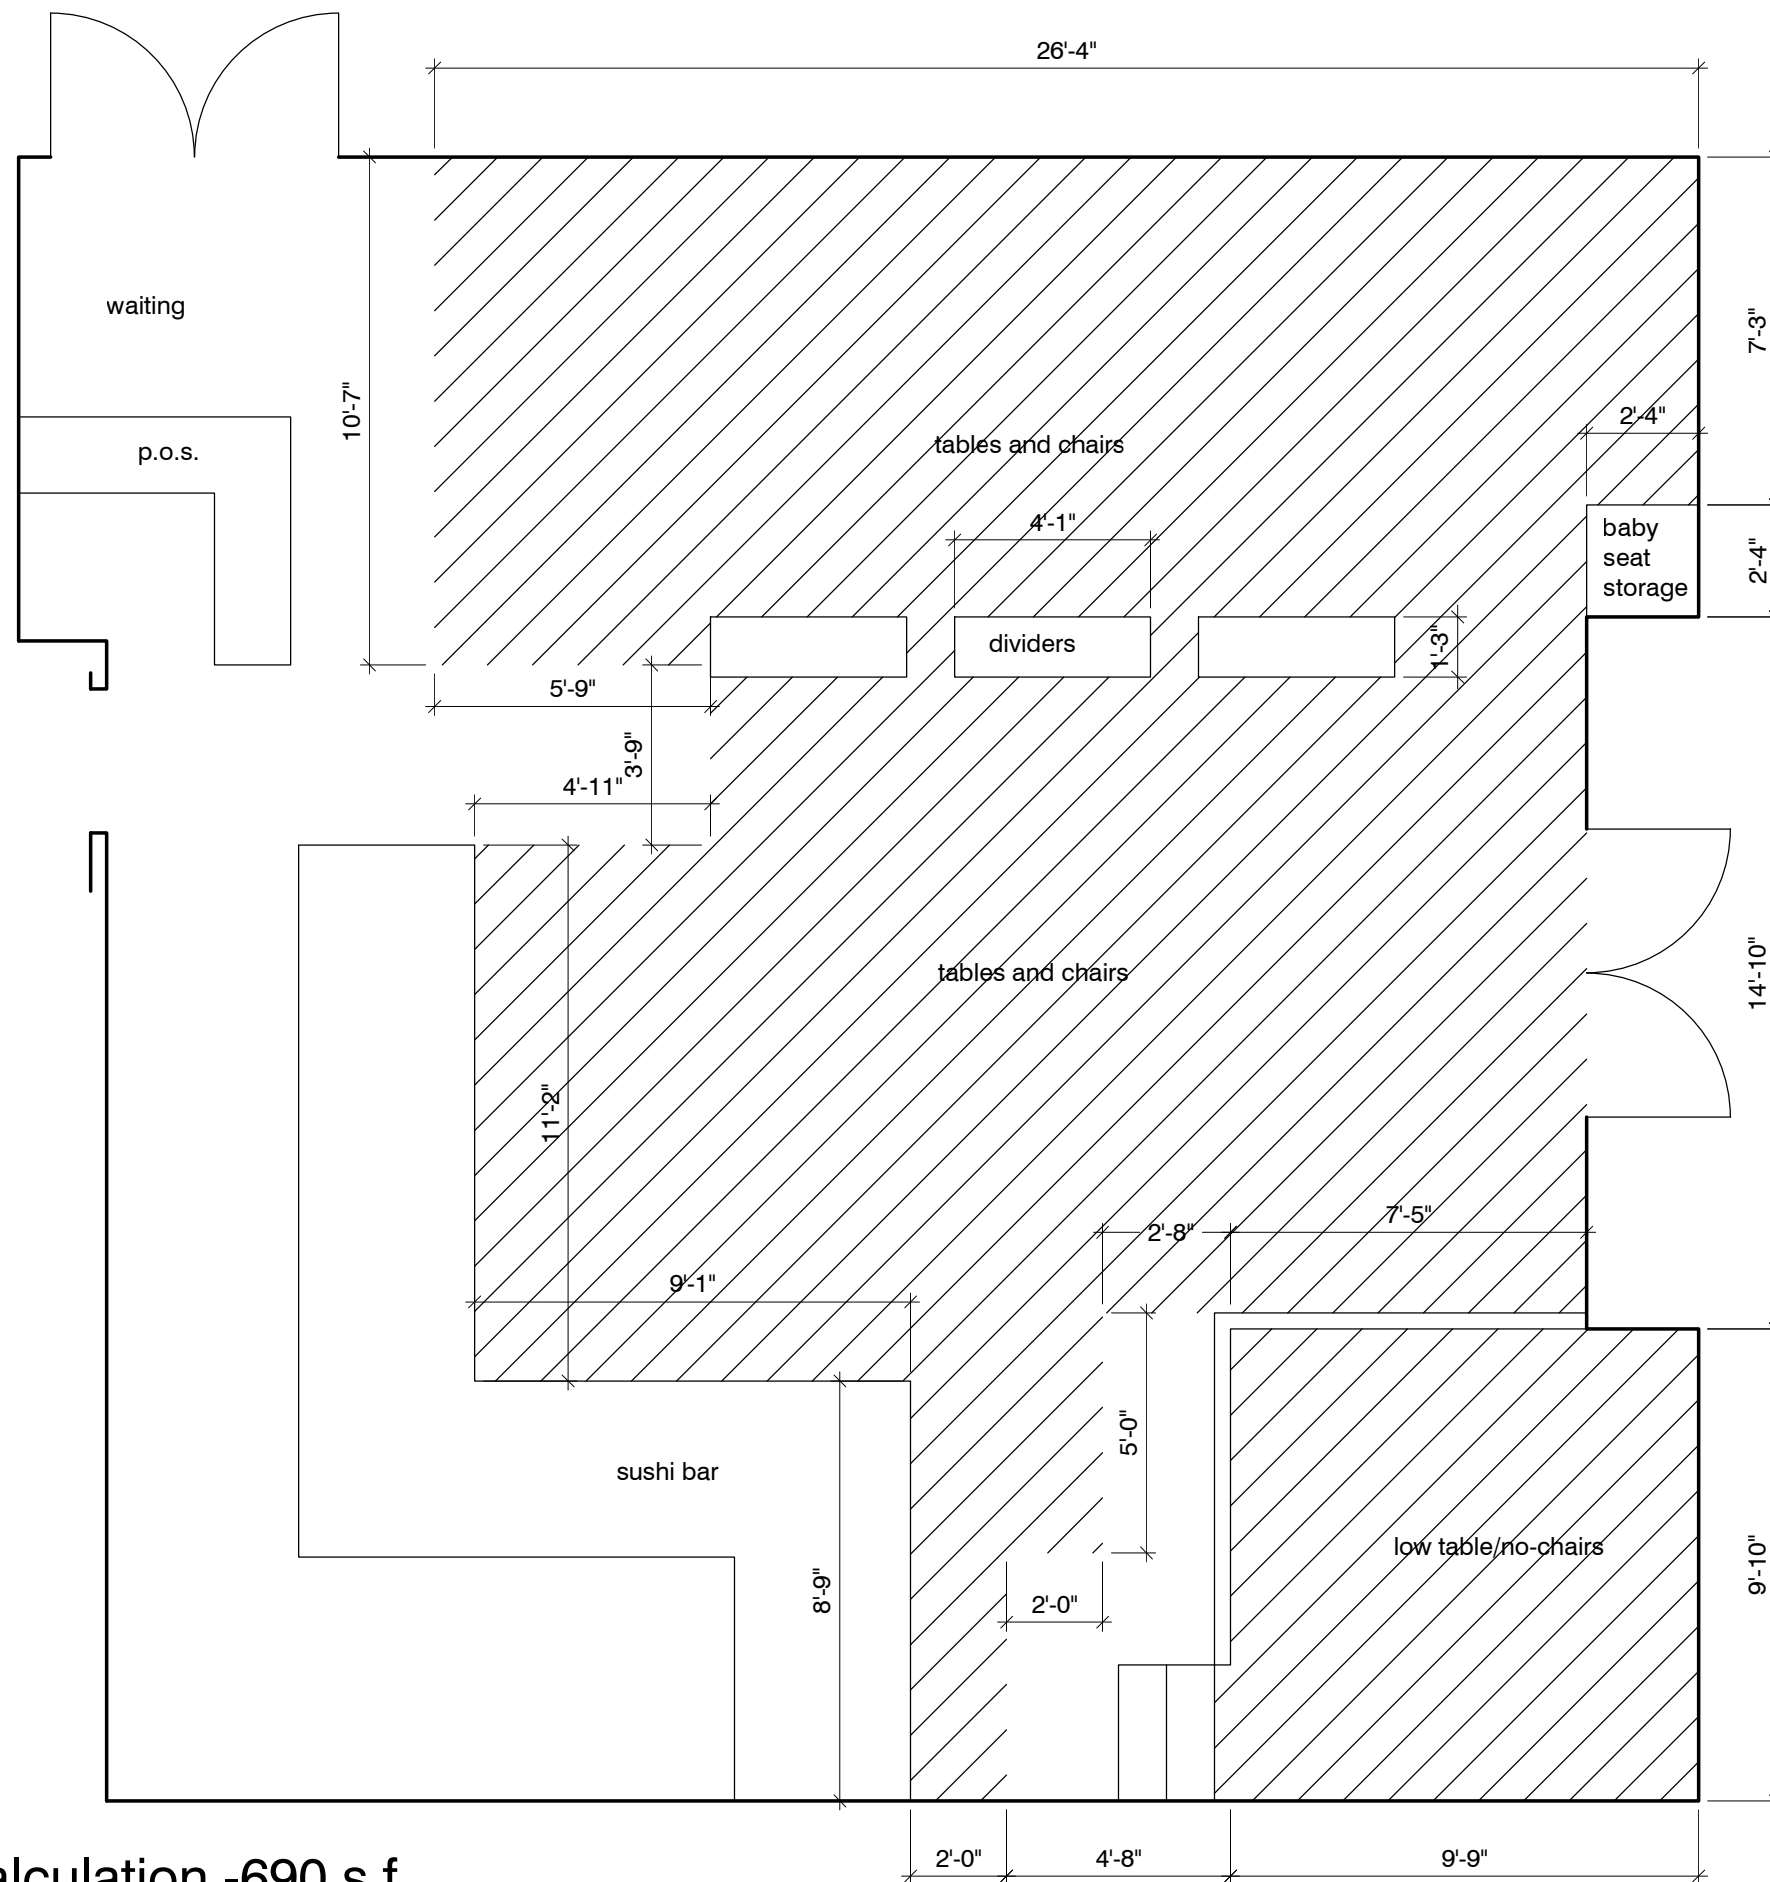 26'-4"
waiting
7'-3"
10'-7"
2'-4"
tables and chairs
p.o.s.
4'-1"
baby
seat
storage
2'-4"
dividers
1'-3"
5'-9"
3'-9"
4'-11"
tables and chairs
14'-10"
11'-2"
7'-5"
2'-8"
9'-1"
5'-0"
sushi bar
low table/no-chairs
9'-10"
8'-9"
2'-0"
2'-0"
4'-8"
9'-9"
alculation -690 s.f.